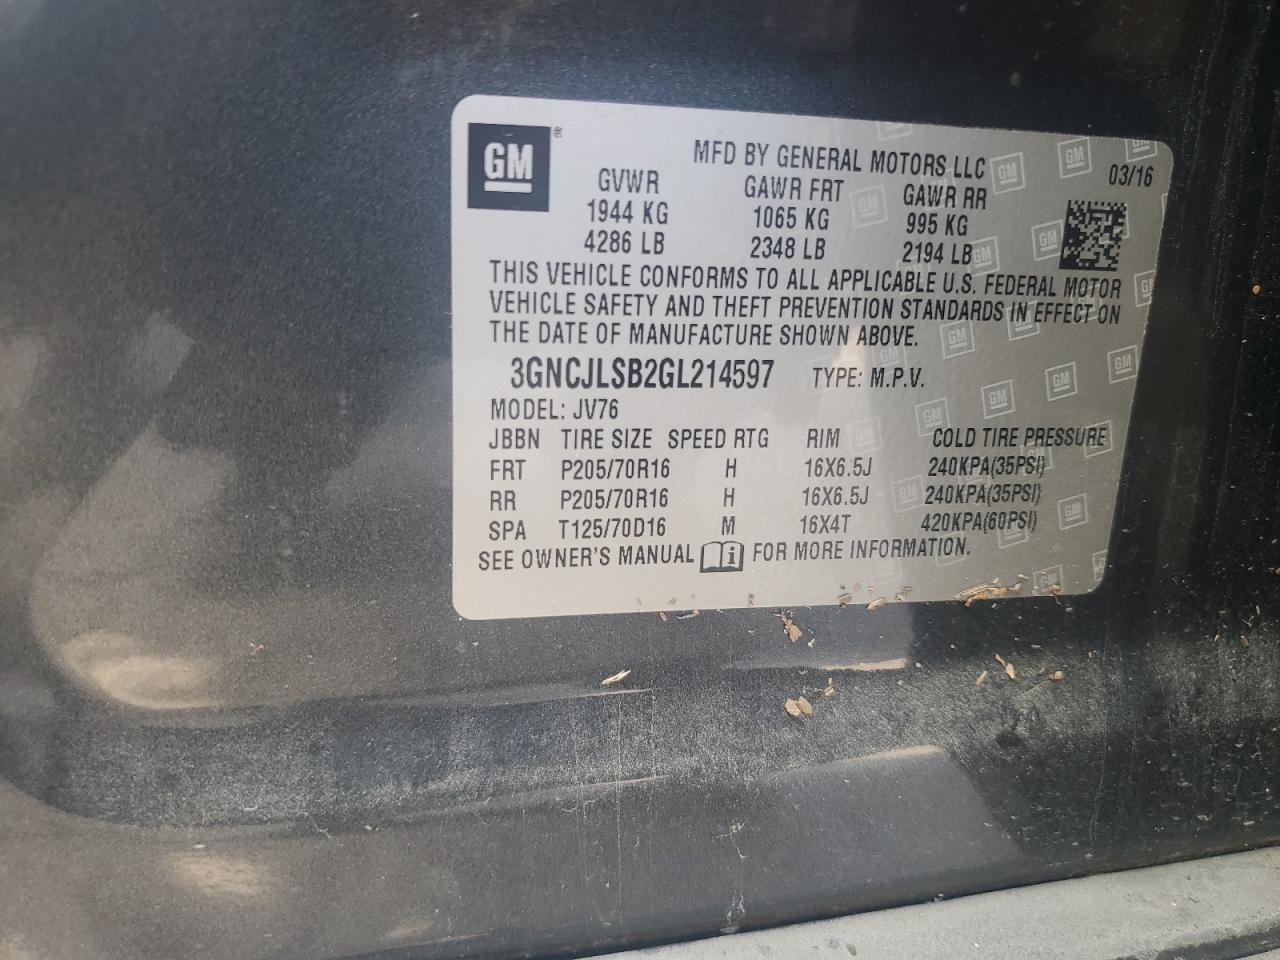 GM ®
MFD BY GENERAL MOTORS LLC
03/16
GVWR GAWR FRT GAWR RR
1944 KG 1065 KG 995 KG
4286 LB 2348 LB 2194 LB
THIS VEHICLE CONFORMS TO ALL APPLICABLE U.S. FEDERAL MOTOR
VEHICLE SAFETY AND THEFT PREVENTION STANDARDS IN EFFECT ON
THE DATE OF MANUFACTURE SHOWN ABOVE.
3GNCJLSB2GL214597 TYPE: M.P.V.
MODEL: JV76
JBBN TIRE SIZE SPEED RTG RIM COLD TIRE PRESSURE
FRT P205/70R16 H 16X6.5J 240KPA(35PSI)
RR P205/70R16 H 16X6.5J 240KPA(35PSI)
SPA T125/70D16 M 16X4T 420KPA(60PSI)
SEE OWNER'S MANUAL i FOR MORE INFORMATION.